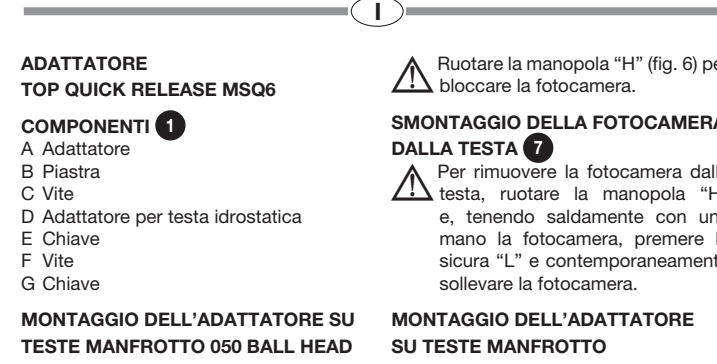 I
ADATTATORE
TOP QUICK RELEASE MSQ6
COMPONENTI 1
A Adattatore
B Piastra
C Vite
D Adattatore per testa idrostatica
E Chiave
F Vite
G Chiave
MONTAGGIO DELL’ADATTATORE SU
TESTE MANFROTTO 050 BALL HEAD
Ruotare la manopola “H” (fig. 6) pe
bloccare la fotocamera.
SMONTAGGIO DELLA FOTOCAMERA
DALLA TESTA 7
Per rimuovere la fotocamera dall
testa, ruotare la manopola “H
e, tenendo saldamente con un
mano la fotocamera, premere l
sicura “L” e contemporaneament
sollevare la fotocamera.
MONTAGGIO DELL’ADATTATORE
SU TESTE MANFROTTO